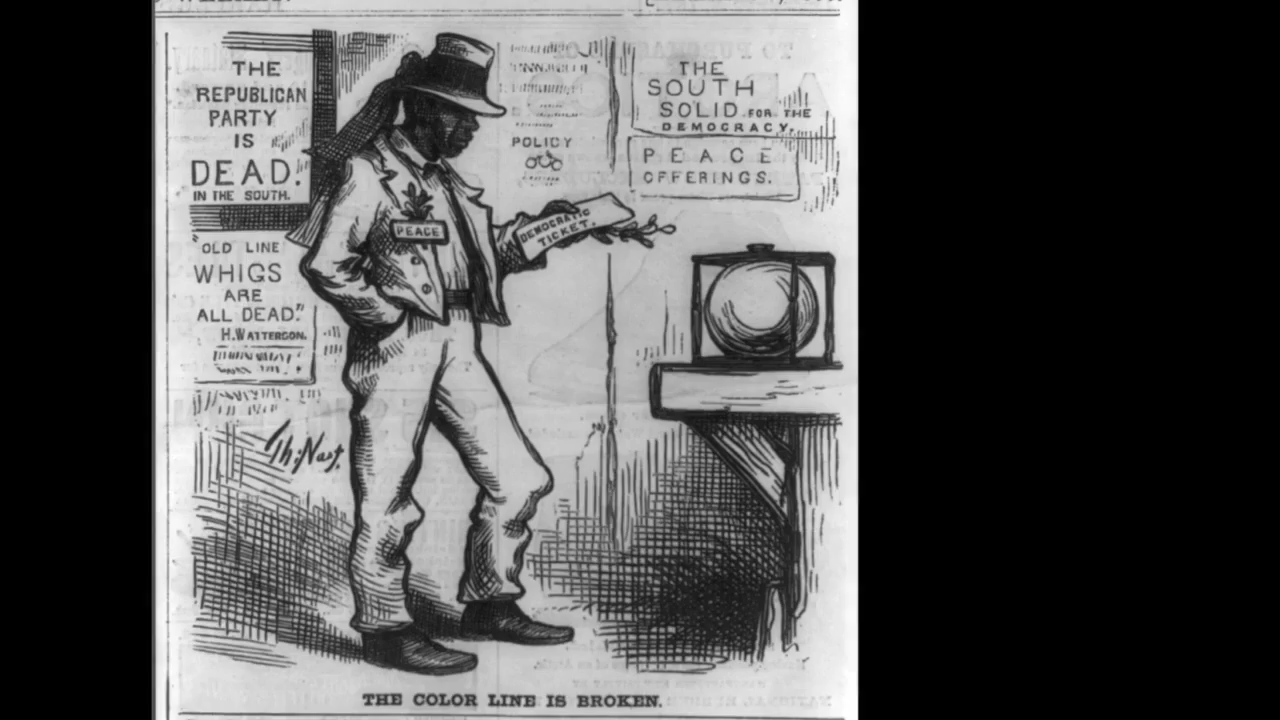 WEEKLY.
THE
REPUBLICAN
PARTY
IS
DEAD.
IN THE SOUTH.
"OLD LINE
WHIGS
ARE
ALL DEAD."
H. WATTERSON.
POLICY
THE
SOUTH
SOLID FOR THE
DEMOCRACY.
PEACE
OFFERINGS.
PEACE
DEMOCRATIC
TICKET.
Th: Nast.
THE COLOR LINE IS BROKEN.